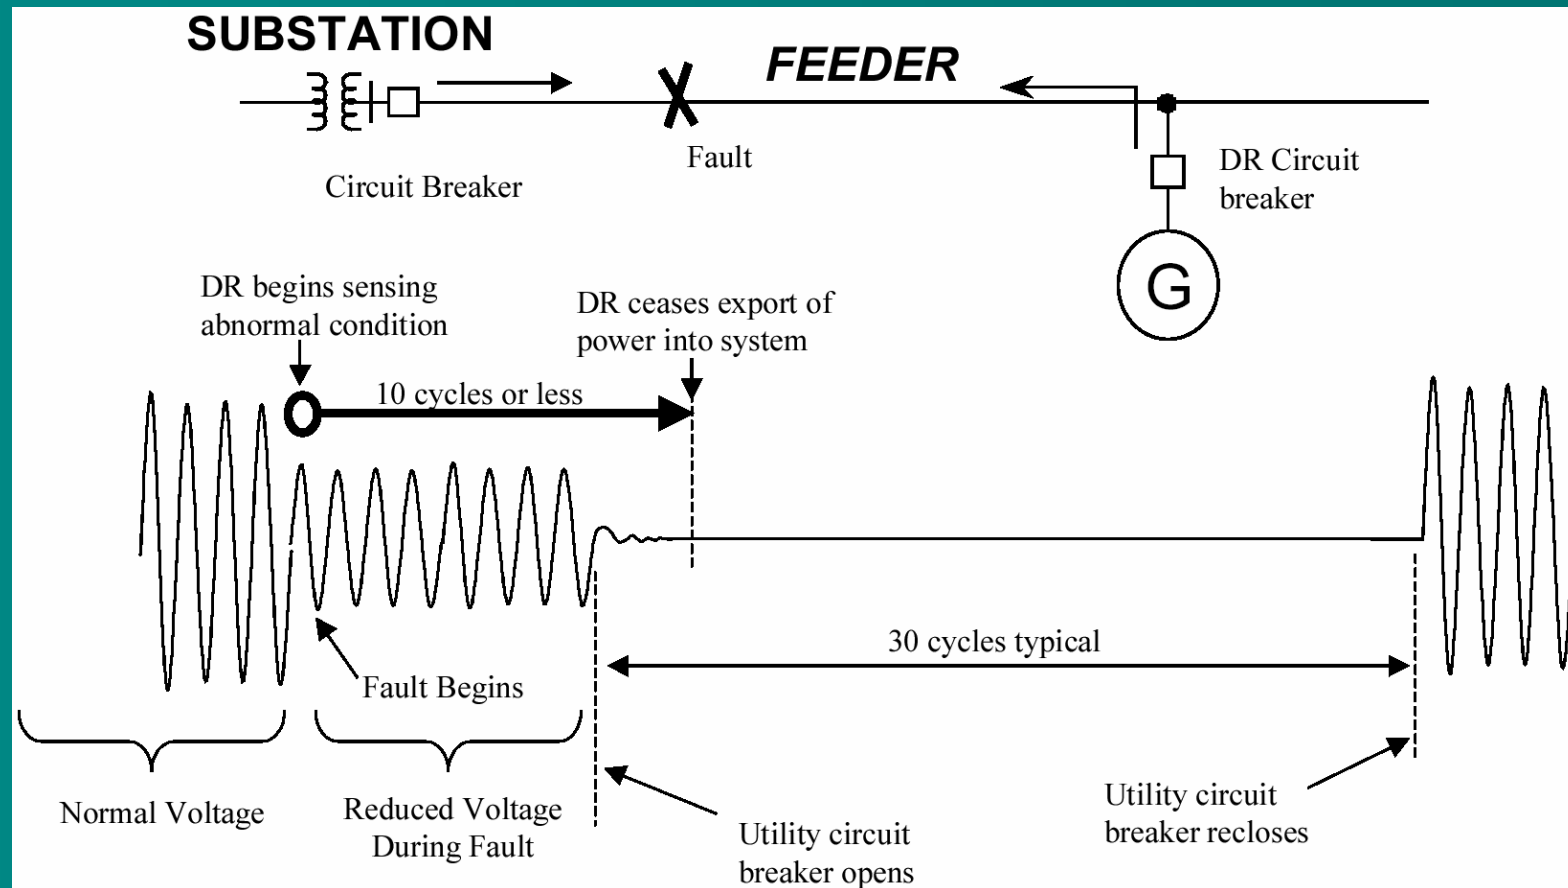 SUBSTATION
FEEDER
Fault
Circuit Breaker
DR Circuit
breaker
G
DR begins sensing
abnormal condition
DR ceases export of
power into system
10 cycles or less
30 cycles typical
Fault Begins
Normal Voltage
Reduced Voltage
During Fault
Utility circuit
breaker opens
Utility circuit
breaker recloses